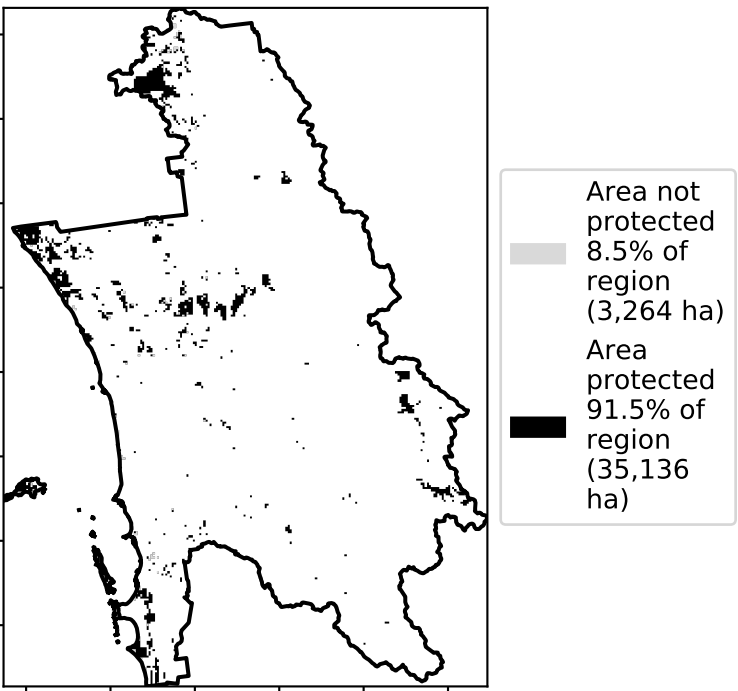 Area not
protected
8.5% of
region
(3,264 ha)
Area
protected
91.5% of
region
(35,136
ha)